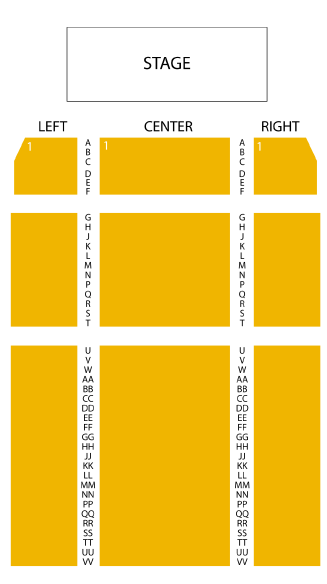 STAGE
LEFT CENTER RIGHT
1 A 1 A 1
B B
C C
D D
E E
F F
G G
H H
J J
K K
L L
M M
N N
P P
Q Q
R R
S S
T T
U U
V V
W W
AA AA
BB BB
CC CC
DD DD
EE EE
FF FF
GG GG
HH HH
JJ JJ
KK KK
LL LL
MM MM
NN NN
PP PP
QQ QQ
RR RR
SS SS
TT TT
UU UU
VV VV